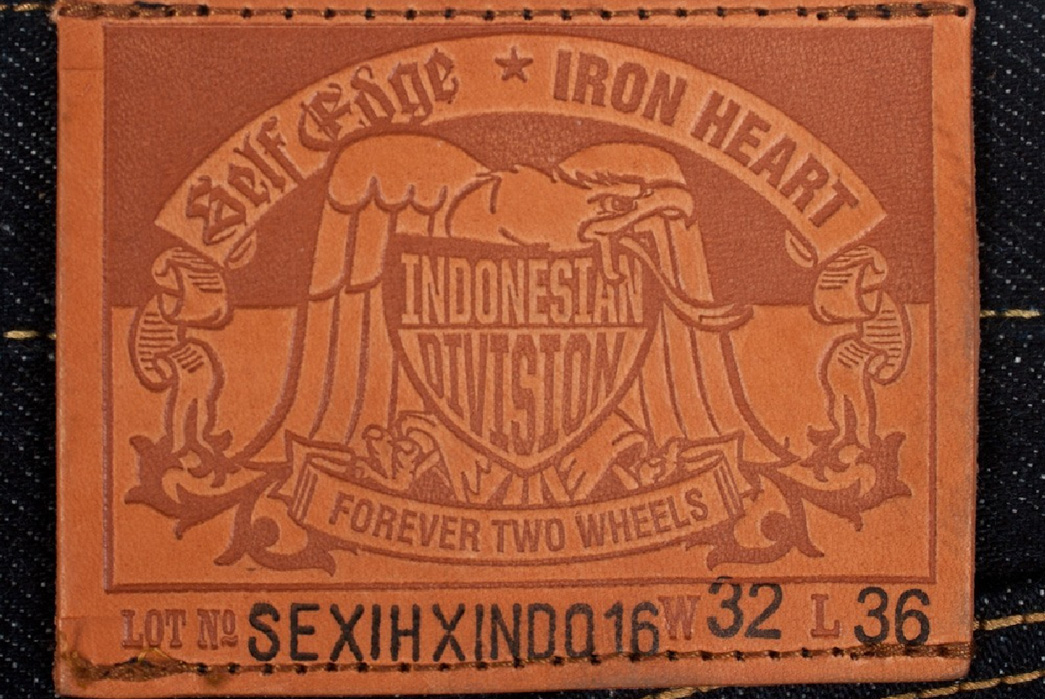 Self Edge ★ IRON HEART
INDONESIAN
DIVISION
FOREVER TWO WHEELS
LOT Nº SEXIHXINDO16 W 32 L 36